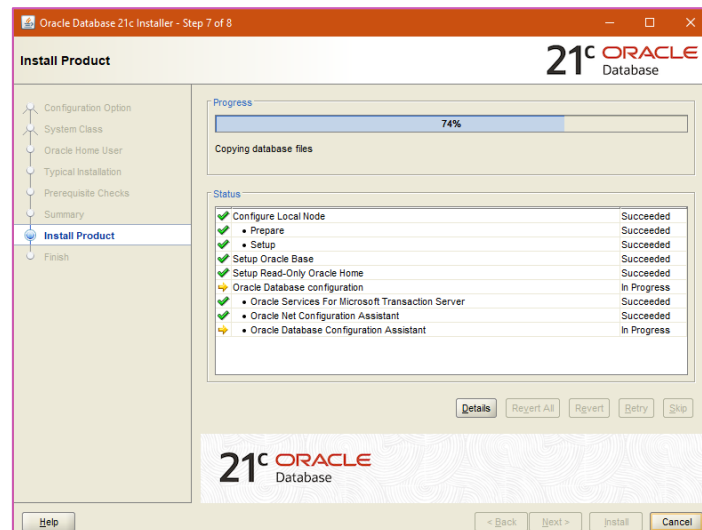 Oracle Database 21c Installer - Step 7 of 8
Install Product
21c ORACLE
Database
Configuration Option
System Class
Oracle Home User
Typical Installation
Prerequisite Checks
Summary
Install Product
Finish
Progress
74%
Copying database files
Status
Configure Local Node Succeeded
• Prepare Succeeded
• Setup Succeeded
Setup Oracle Base Succeeded
Setup Read-Only Oracle Home Succeeded
Oracle Database configuration In Progress
• Oracle Services For Microsoft Transaction Server Succeeded
• Oracle Net Configuration Assistant Succeeded
• Oracle Database Configuration Assistant In Progress
Details Revert All Revert Retry Skip
21c ORACLE
Database
Help < Back Next > Install Cancel